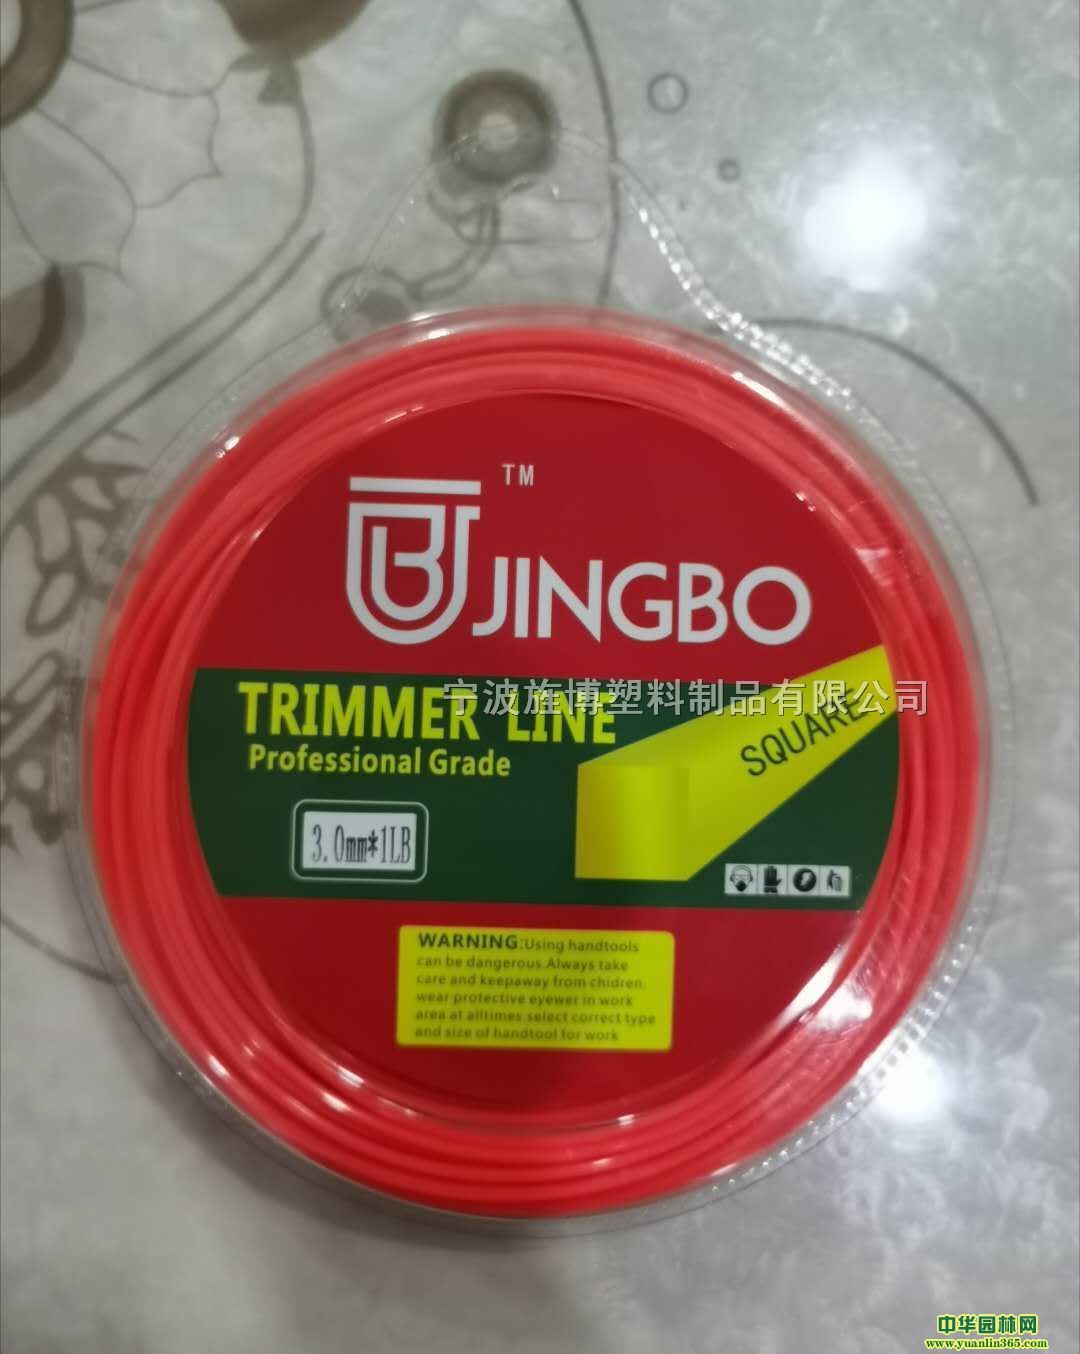 TM
JINGBO
TRIMMER LINE
宁波旌博塑料制品有限公司
Professional Grade
SQUARE
3.0mm*1LB
WARNING:Using handtools
can be dangerous.Always take
care and keepaway from chidren.
wear protective eyewer in work
area at alltimes.select correct type
and size of handtool for work
中华园林网
www.yuanlin365.com